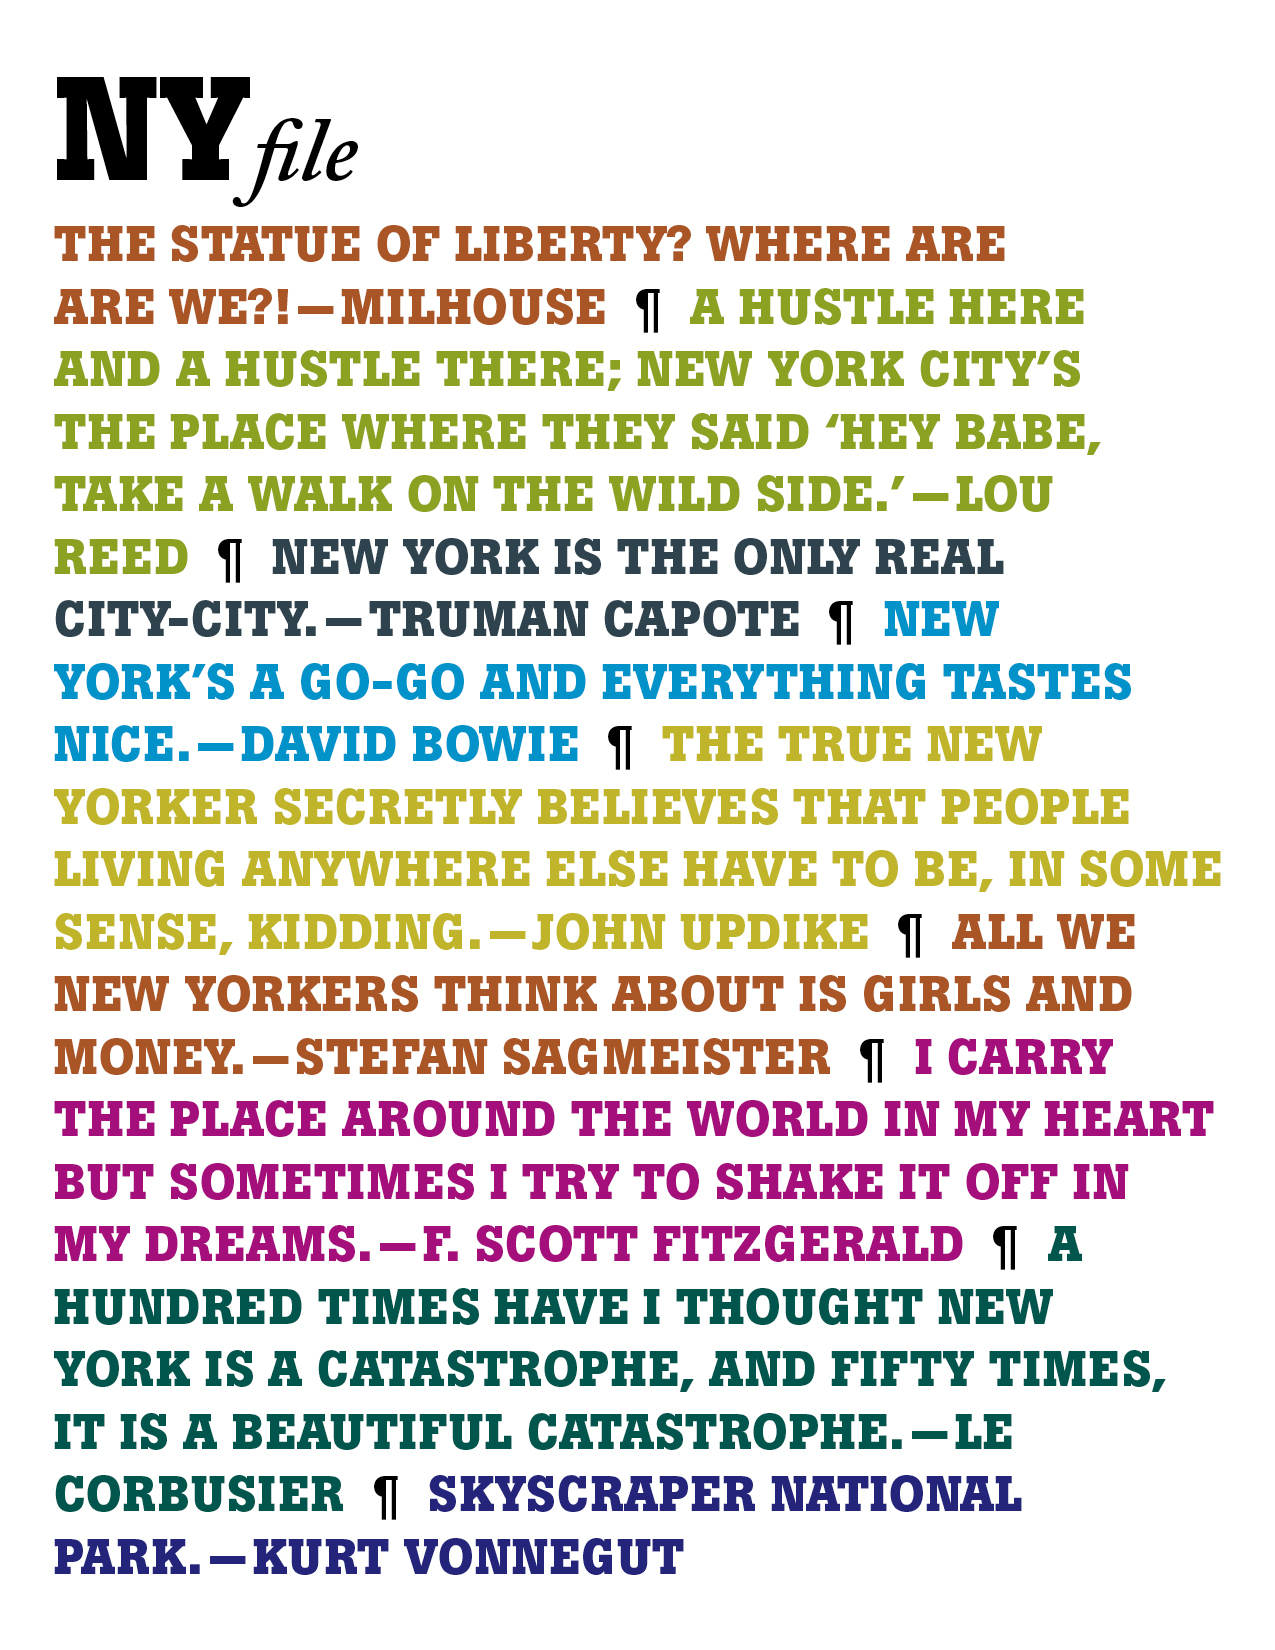 NY file
THE STATUE OF LIBERTY? WHERE ARE
ARE WE?!—MILHOUSE ¶ A HUSTLE HERE
AND A HUSTLE THERE; NEW YORK CITY’S
THE PLACE WHERE THEY SAID ‘HEY BABE,
TAKE A WALK ON THE WILD SIDE.’—LOU
REED ¶ NEW YORK IS THE ONLY REAL
CITY-CITY.—TRUMAN CAPOTE ¶ NEW
YORK’S A GO-GO AND EVERYTHING TASTES
NICE.—DAVID BOWIE ¶ THE TRUE NEW
YORKER SECRETLY BELIEVES THAT PEOPLE
LIVING ANYWHERE ELSE HAVE TO BE, IN SOME
SENSE, KIDDING.—JOHN UPDIKE ¶ ALL WE
NEW YORKERS THINK ABOUT IS GIRLS AND
MONEY.—STEFAN SAGMEISTER ¶ I CARRY
THE PLACE AROUND THE WORLD IN MY HEART
BUT SOMETIMES I TRY TO SHAKE IT OFF IN
MY DREAMS.—F. SCOTT FITZGERALD ¶ A
HUNDRED TIMES HAVE I THOUGHT NEW
YORK IS A CATASTROPHE, AND FIFTY TIMES,
IT IS A BEAUTIFUL CATASTROPHE.—LE
CORBUSIER ¶ SKYSCRAPER NATIONAL
PARK.—KURT VONNEGUT